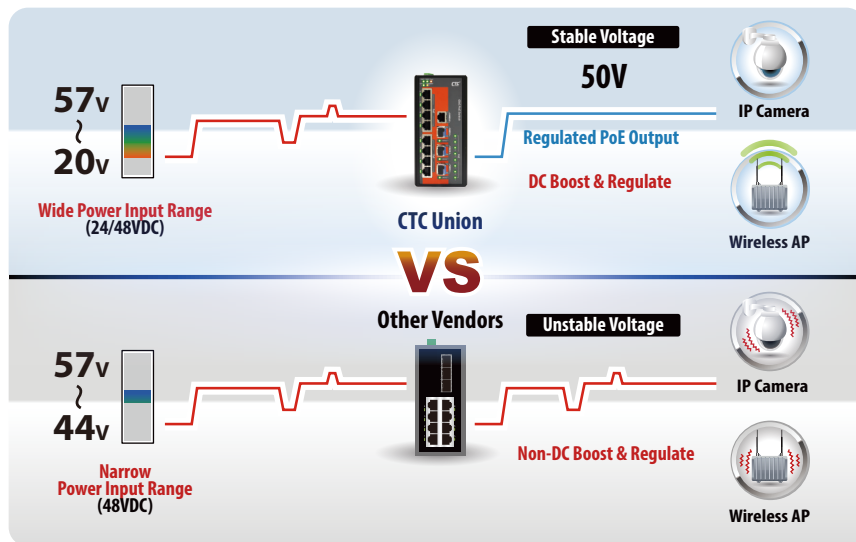 Stable Voltage
57v
~
20v
50V
IP Camera
Regulated PoE Output
DC Boost & Regulate
Wide Power Input Range
(24/48VDC)
CTC
CTC Union
Wireless AP
VS
Other Vendors
Unstable Voltage
57v
~
44v
IP Camera
Narrow
Power Input Range
(48VDC)
Non-DC Boost & Regulate
Wireless AP